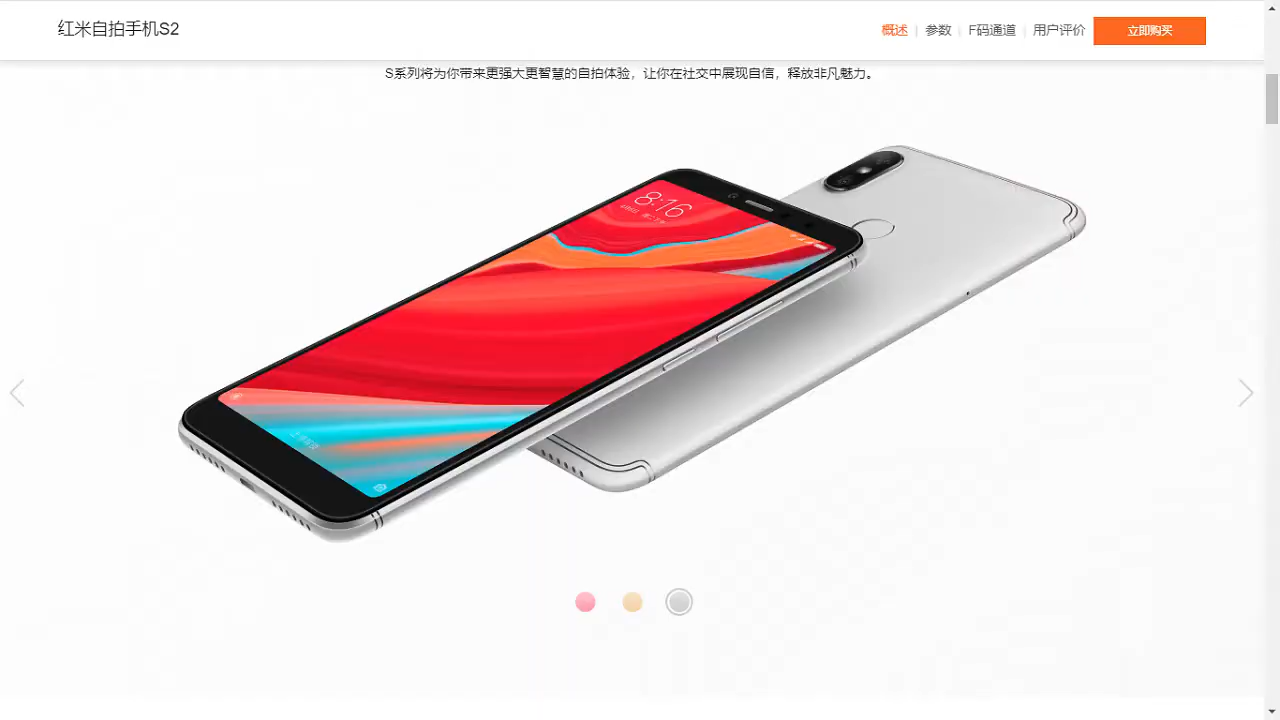 红米自拍手机S2
概述 | 参数 | F码通道 | 用户评价 立即购买
S系列将为你带来更强大更智慧的自拍体验，让你在社交中展现自信，释放非凡魅力。
8:16